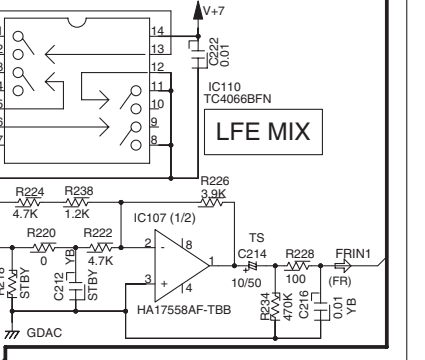 V+7
14
13
12
11
10
9
8
C222
0.01
IC110
TC4066BFN
LFE MIX
R224
4.7K
R238
1.2K
R226
3.9K
IC107 (1/2)
R220
0
YB
R222
4.7K
2
-
8
1
3
+
4
HA17558AF-TBB
TS
C214
+
10/50
R228
100
FRIN1
(FR)
STBY
C212
STBY
R234
470K
C216
0.01
YB
GDAC